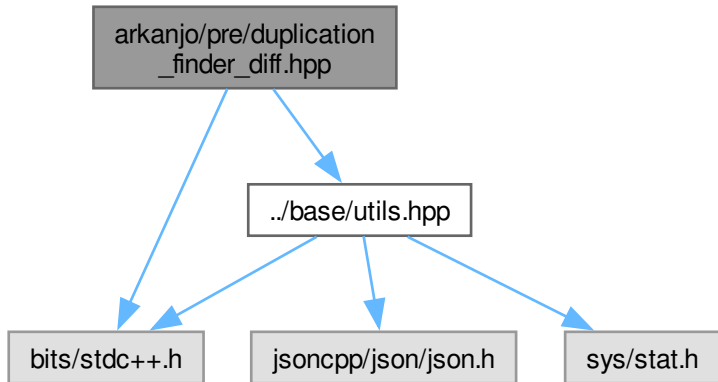 arkanjo/pre/duplication
_finder_diff.hpp
../base/utils.hpp
bits/stdc++.h
jsoncpp/json/json.h
sys/stat.h